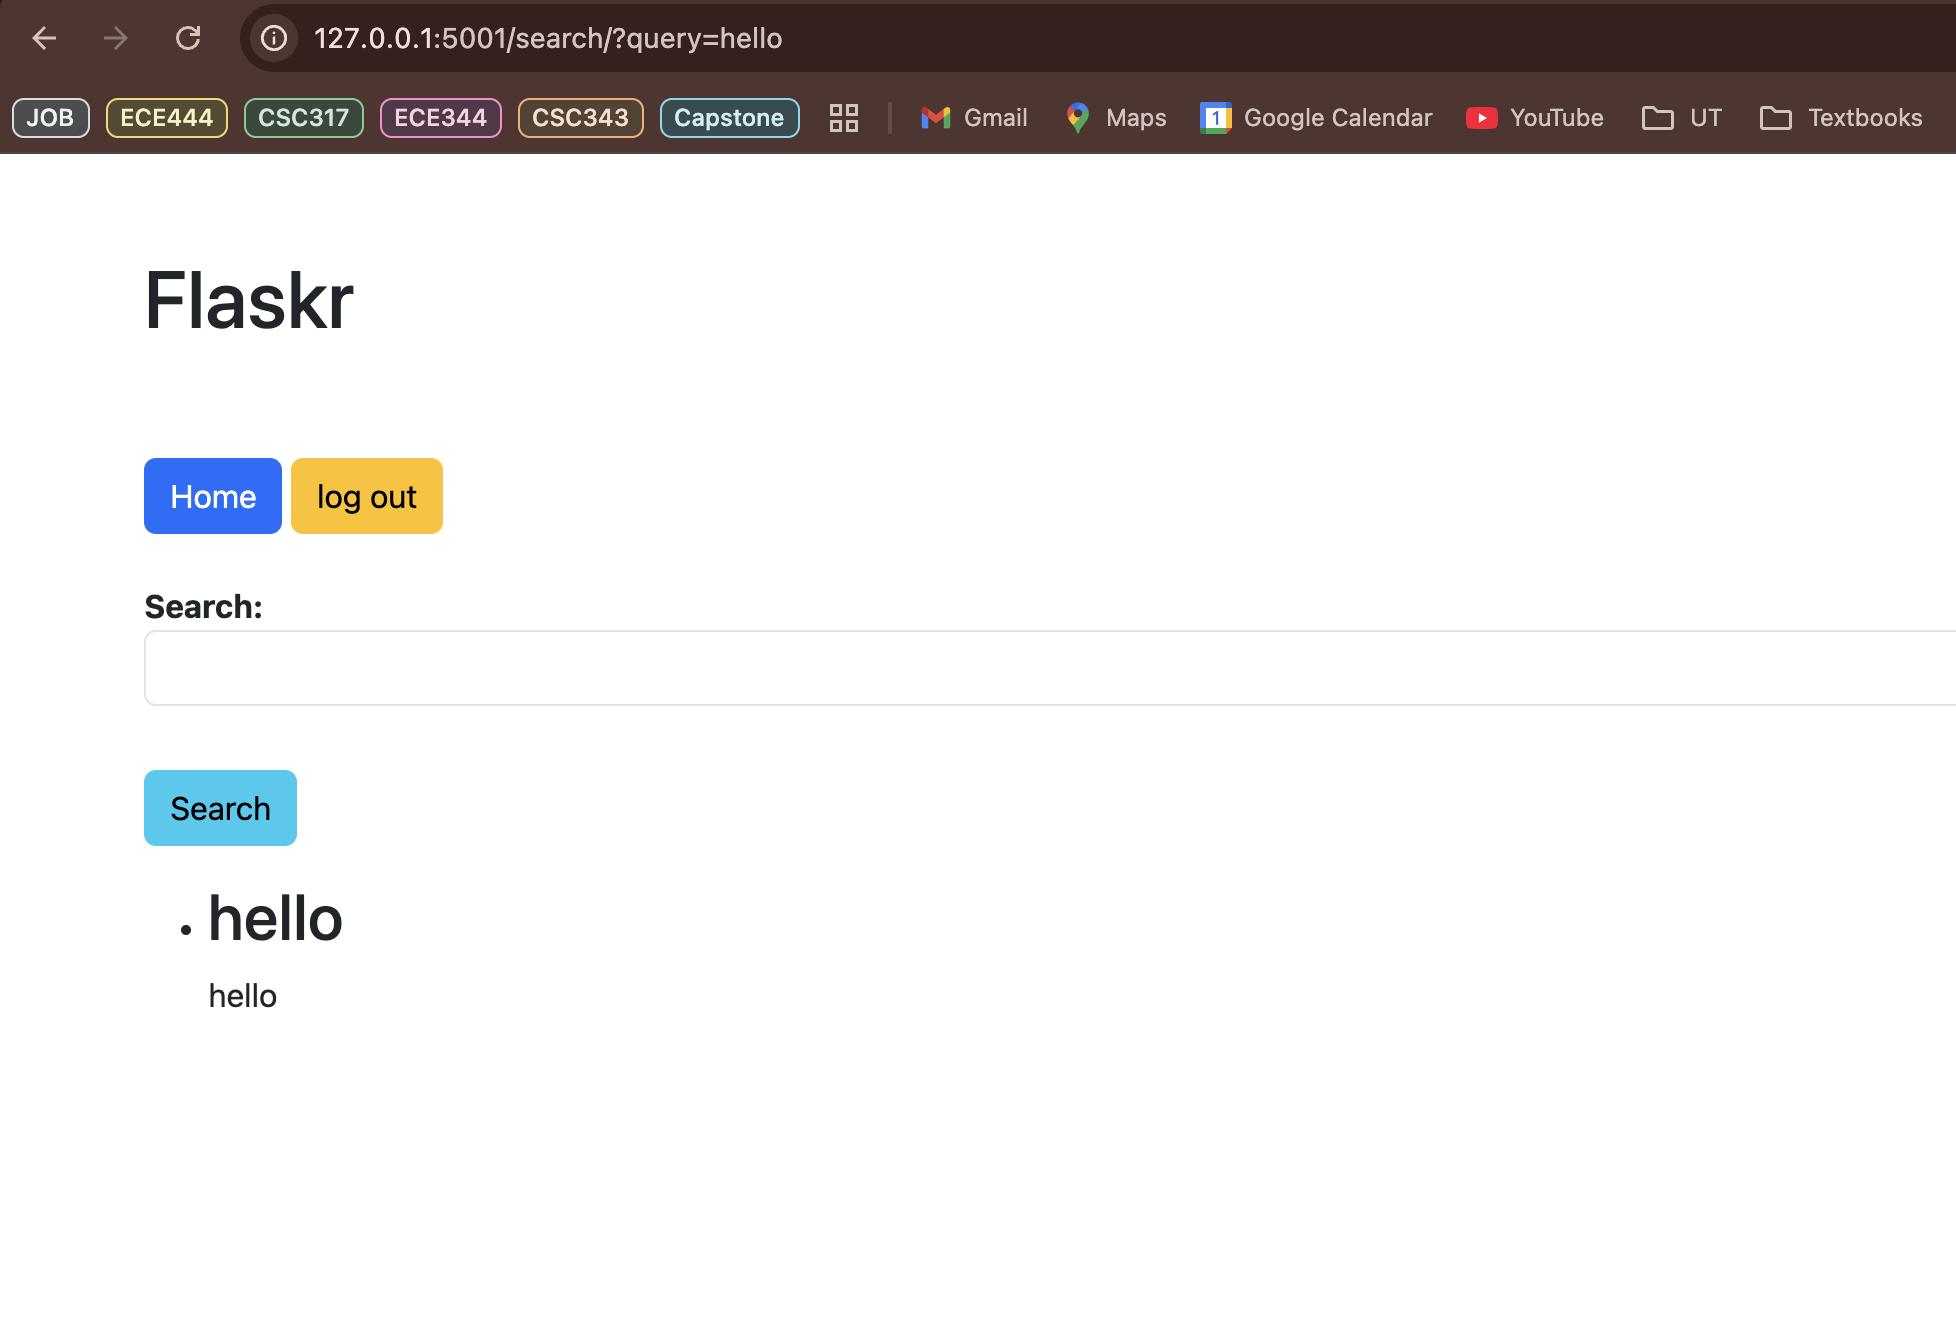 127.0.0.1:5001/search/?query=hello
JOB ECE444 CSC317 ECE344 CSC343 Capstone Gmail Maps 1 Google Calendar YouTube UT Textbooks
Flaskr
Home log out
Search:
Search
• hello
hello